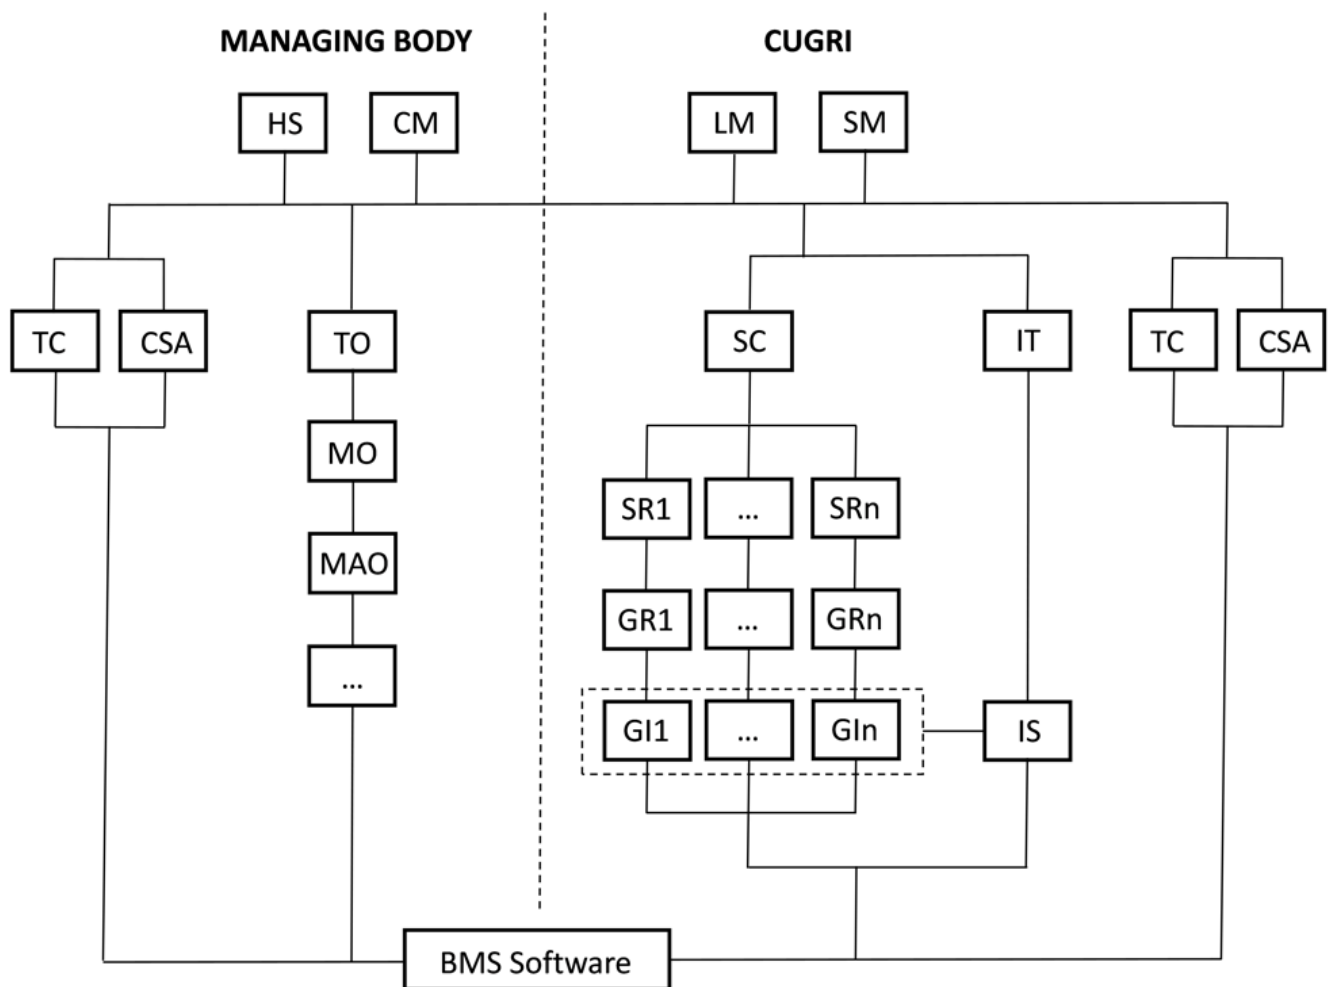 MANAGING BODY
CUGRI
HS
CM
LM
SM
TC
CSA
TO
SC
IT
TC
CSA
MO
SR1
...
SRn
MAO
GR1
...
GRn
...
GI1
...
GIn
IS
BMS Software